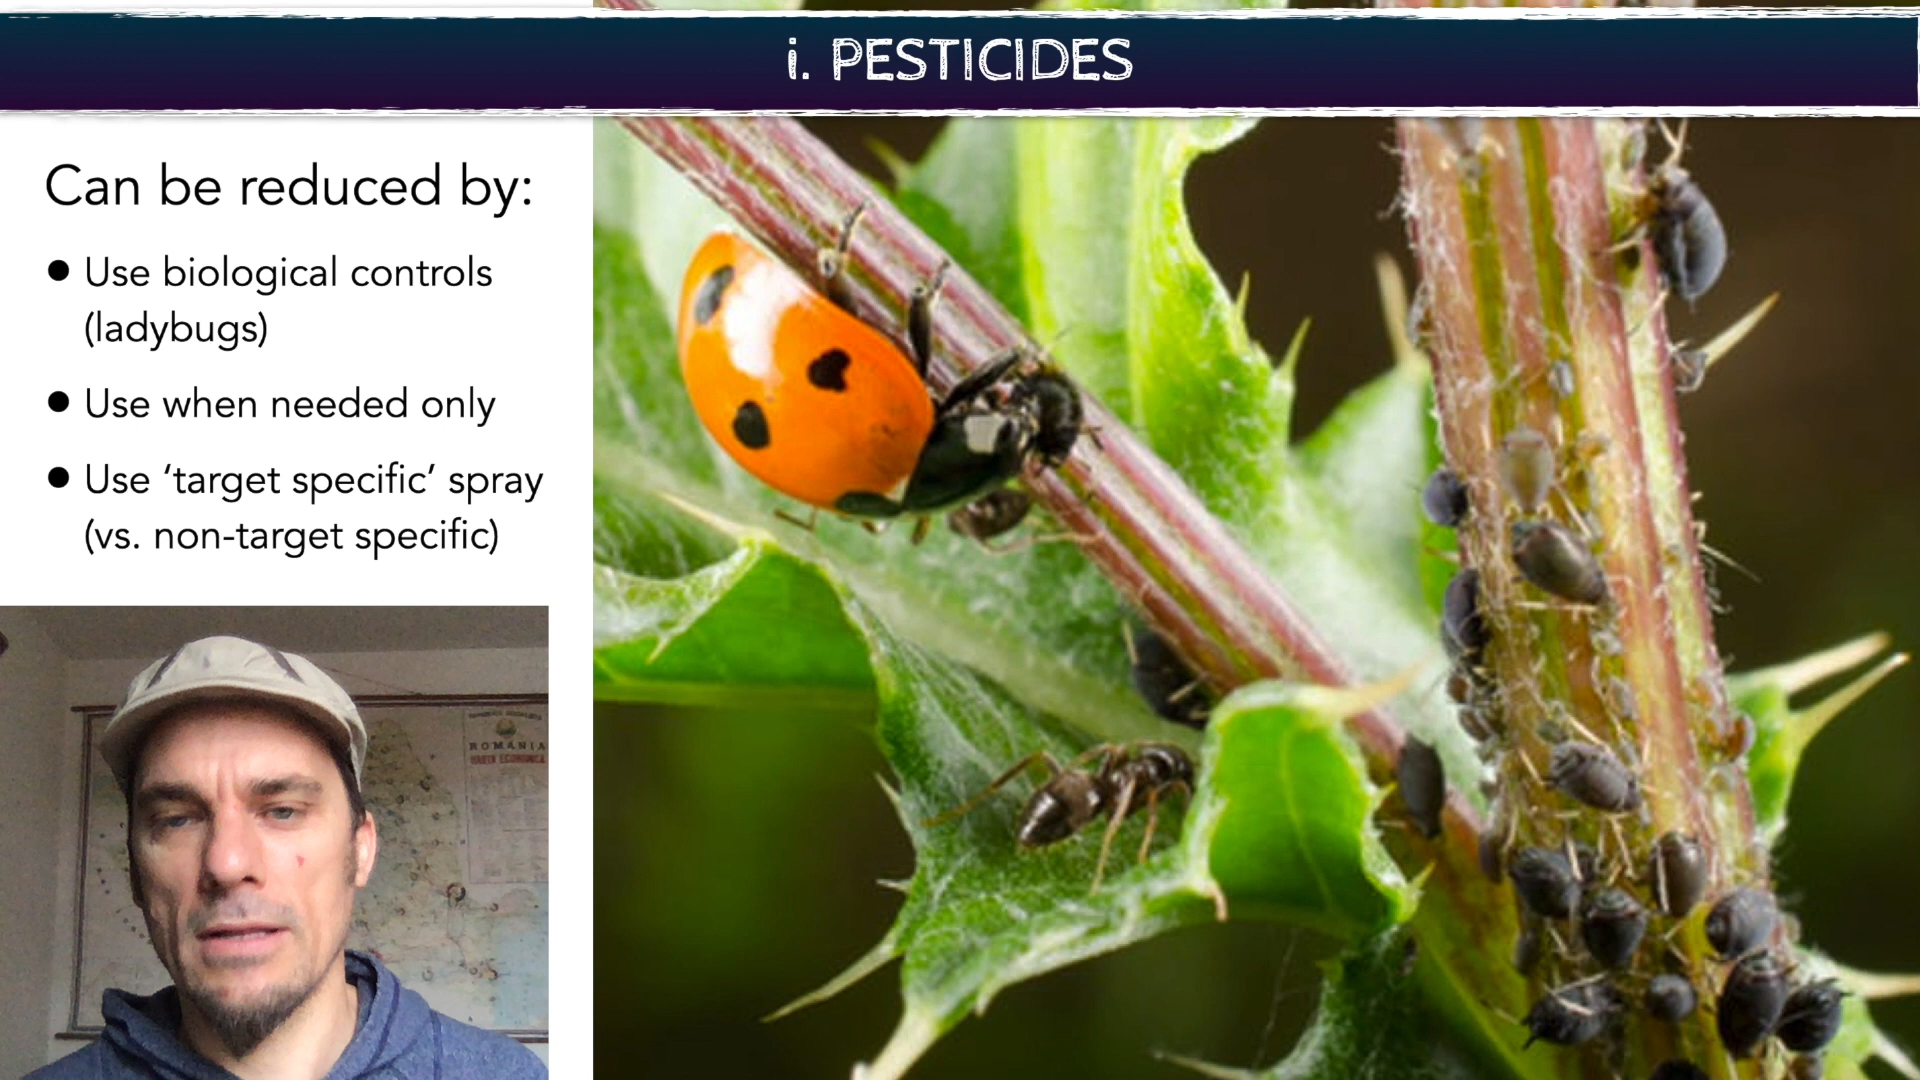 i. PESTICIDES
Can be reduced by:
● Use biological controls
(ladybugs)
● Use when needed only
● Use ‘target specific’ spray
(vs. non-target specific)
ROMANIA